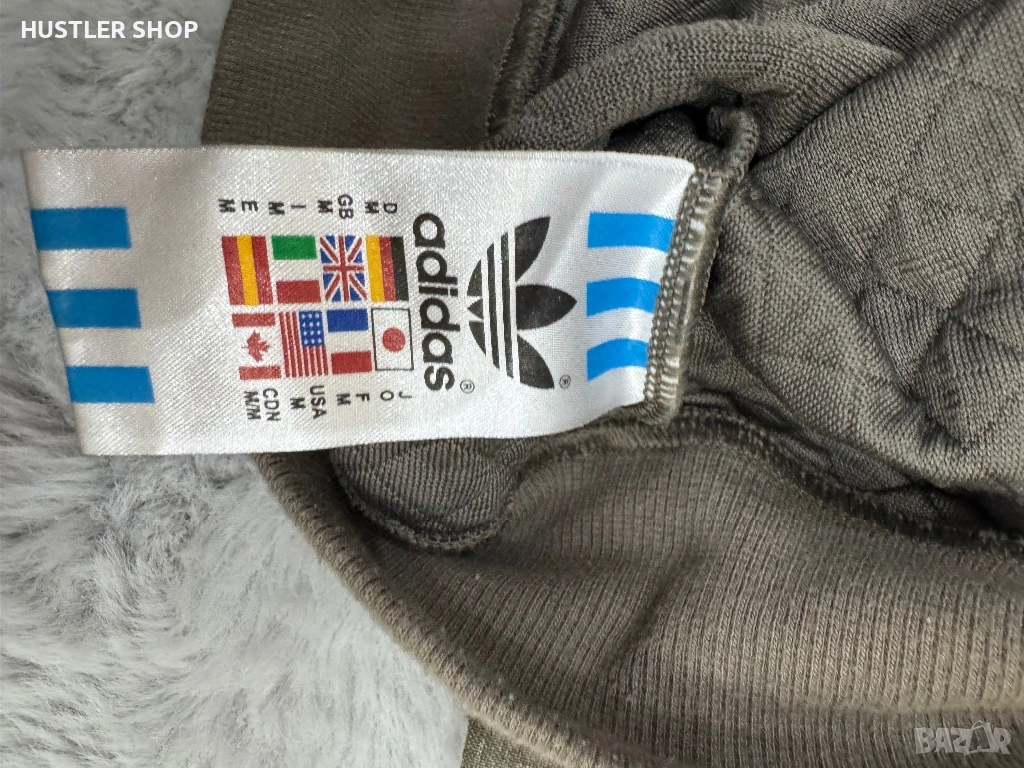 HUSTLER SHOP
adidas®
®
D GB I E
M M M M
J F USA CDN
O M M M/M
BAZAR